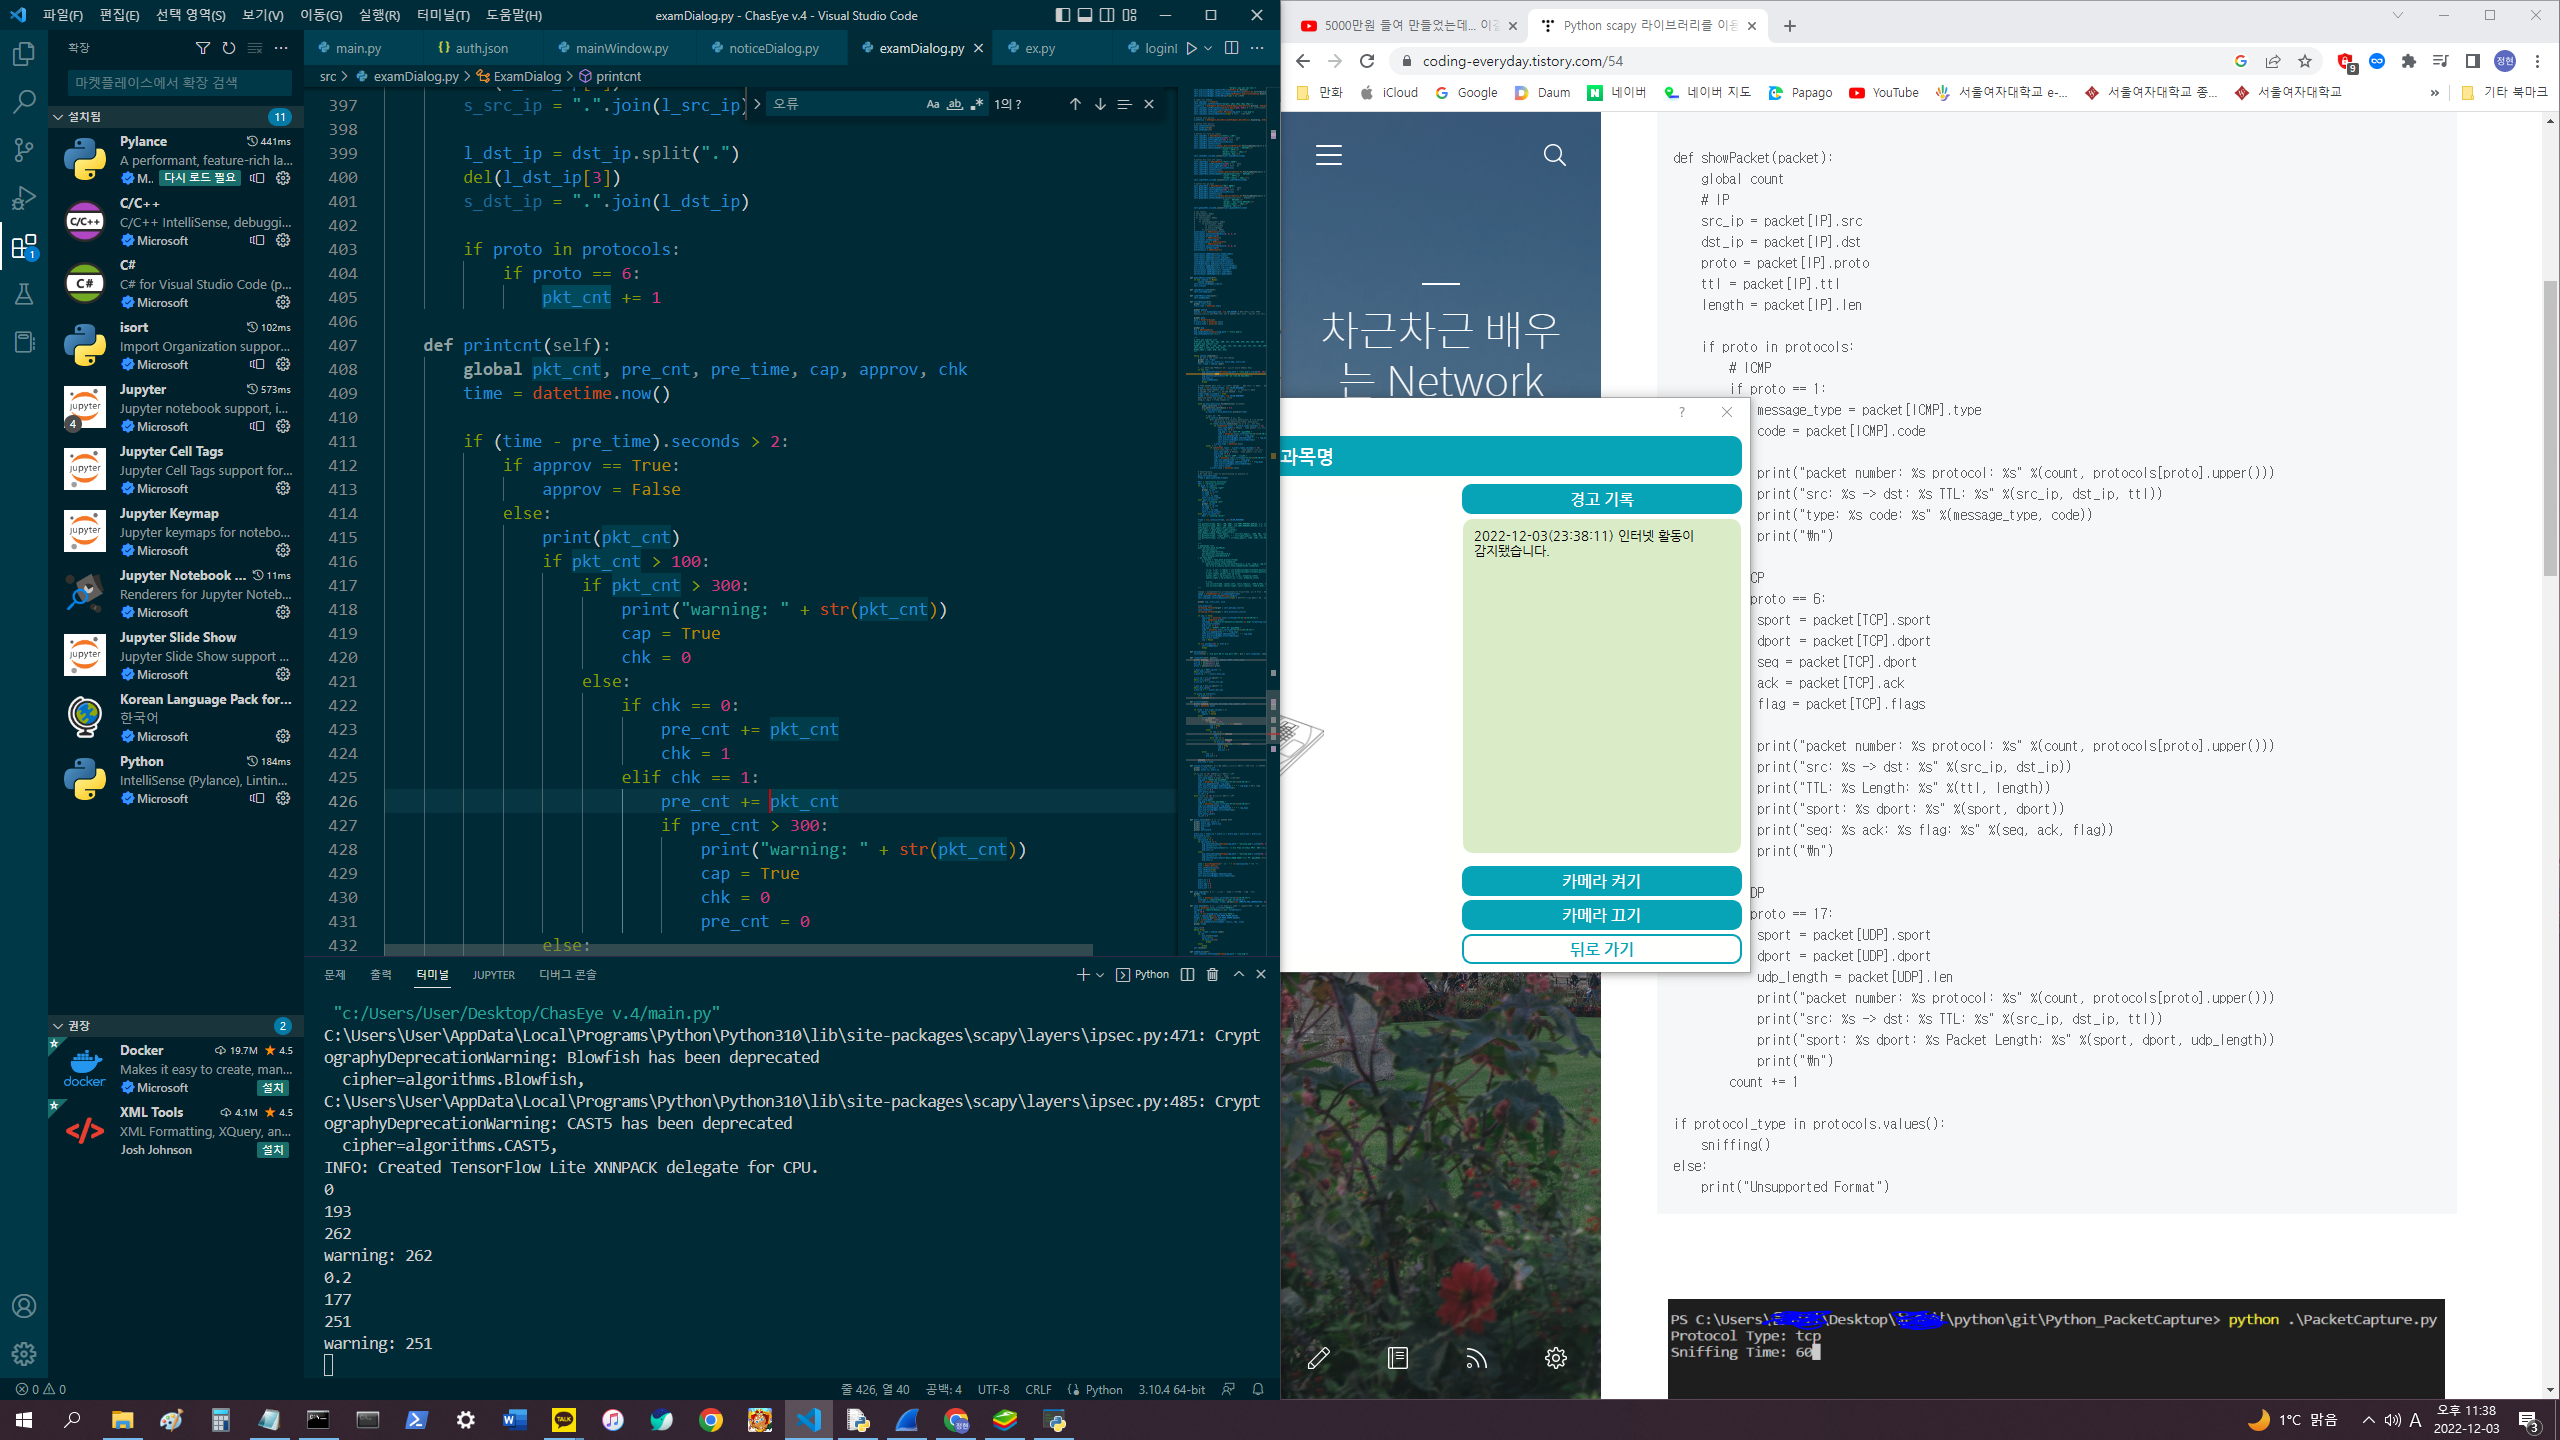 파일(F) 편집(E) 선택 영역(S) 보기(V) 이동(G) 실행(R) 터미널(T) 도움말(H)
examDialog.py - ChasEye v.4 - Visual Studio Code
확장
마켓플레이스에서 확장 검색
설치됨 11
Pylance 441ms
A performant, feature-rich la...
M.. 다시 로드 필요
C/C++
C/C++ IntelliSense, debuggi...
Microsoft
C#
C# for Visual Studio Code (p...
Microsoft
isort 102ms
Import Organization suppor...
Microsoft
Jupyter 573ms
Jupyter notebook support, i...
Microsoft
Jupyter Cell Tags
Jupyter Cell Tags support for...
Microsoft
Jupyter Keymap
Jupyter keymaps for notebo...
Microsoft
Jupyter Notebook ... 11ms
Renderers for Jupyter Noteb...
Microsoft
Jupyter Slide Show
Jupyter Slide Show support ...
Microsoft
Korean Language Pack for...
한국어
Microsoft
Python 184ms
IntelliSense (Pylance), Lintin...
Microsoft
권장 2
Docker 19.7M 4.5
Makes it easy to create, man...
Microsoft 설치
XML Tools 4.1M 4.5
XML Formatting, XQuery, an...
Josh Johnson 설치
main.py auth.json mainWindow.py noticeDialog.py examDialog.py ex.py
src > examDialog.py > ExamDialog > printcnt
오류 1의 ?
397 s_src_ip = ".".join(l_src_ip)
398
399 l_dst_ip = dst_ip.split(".")
400 del(l_dst_ip[3])
401 s_dst_ip = ".".join(l_dst_ip)
402
403 if proto in protocols:
404 if proto == 6:
405 pkt_cnt += 1
406
407 def printcnt(self):
408 global pkt_cnt, pre_cnt, pre_time, cap, approv, chk
409 time = datetime.now()
410
411 if (time - pre_time).seconds > 2:
412 if approv == True:
413 approv = False
414 else:
415 print(pkt_cnt)
416 if pkt_cnt > 100:
417 if pkt_cnt > 300:
418 print("warning: " + str(pkt_cnt))
419 cap = True
420 chk = 0
421 else:
422 if chk == 0:
423 pre_cnt += pkt_cnt
424 chk = 1
425 elif chk == 1:
426 pre_cnt += pkt_cnt
427 if pre_cnt > 300:
428 print("warning: " + str(pkt_cnt))
429 cap = True
430 chk = 0
431 pre_cnt = 0
432 else:
문제 출력 터미널 JUPYTER 디버그 콘솔 Python
"c:/Users/User/Desktop/ChasEye v.4/main.py"
C:\Users\User\AppData\Local\Programs\Python\Python310\lib\site-packages\scapy\layers\ipsec.py:471: Crypt
ographyDeprecationWarning: Blowfish has been deprecated
cipher=algorithms.Blowfish,
C:\Users\User\AppData\Local\Programs\Python\Python310\lib\site-packages\scapy\layers\ipsec.py:485: Crypt
ographyDeprecationWarning: CAST5 has been deprecated
cipher=algorithms.CAST5,
INFO: Created TensorFlow Lite XNNPACK delegate for CPU.
0
193
262
warning: 262
0.2
177
251
warning: 251
0 0
줄 426, 열 40 공백: 4 UTF-8 CRLF Python 3.10.4 64-bit
5000만원 들여 만들었는데... Python scapy 라이브러리를 이용
coding-everyday.tistory.com/54
만화 iCloud Google Daum 네이버 네이버 지도 Papago YouTube 서울여자대학교 e-... 서울여자대학교 종... 서울여자대학교 기타 북마크
차근차근 배우
는 Network
def showPacket(packet):
global count
# IP
src_ip = packet[IP].src
dst_ip = packet[IP].dst
proto = packet[IP].proto
ttl = packet[IP].ttl
length = packet[IP].len
if proto in protocols:
# ICMP
if proto == 1:
message_type = packet[ICMP].type
code = packet[ICMP].code
print("packet number: %s protocol: %s" %(count, protocols[proto].upper()))
print("src: %s -> dst: %s TTL: %s" %(src_ip, dst_ip, ttl))
print("type: %s code: %s" %(message_type, code))
print("\n")
CP
proto == 6:
sport = packet[TCP].sport
dport = packet[TCP].dport
seq = packet[TCP].dport
ack = packet[TCP].ack
flag = packet[TCP].flags
print("packet number: %s protocol: %s" %(count, protocols[proto].upper()))
print("src: %s -> dst: %s" %(src_ip, dst_ip))
print("TTL: %s Length: %s" %(ttl, length))
print("sport: %s dport: %s" %(sport, dport))
print("seq: %s ack: %s flag: %s" %(seq, ack, flag))
print("\n")
DP
proto == 17:
sport = packet[UDP].sport
dport = packet[UDP].dport
udp_length = packet[UDP].len
print("packet number: %s protocol: %s" %(count, protocols[proto].upper()))
print("src: %s -> dst: %s TTL: %s" %(src_ip, dst_ip, ttl))
print("sport: %s dport: %s Packet Length: %s" %(sport, dport, udp_length))
print("\n")
count += 1
if protocol_type in protocols.values():
sniffing()
else:
print("Unsupported Format")
과목명
경고 기록
2022-12-03(23:38:11) 인터넷 활동이
감지됐습니다.
카메라 켜기
카메라 끄기
뒤로 가기
PS C:\Users\ \Desktop\ \python\git\Python_PacketCapture> python .\PacketCapture.py
Protocol Type: tcp
Sniffing Time: 60
1°C 맑음 A 오후 11:38
2022-12-03 3